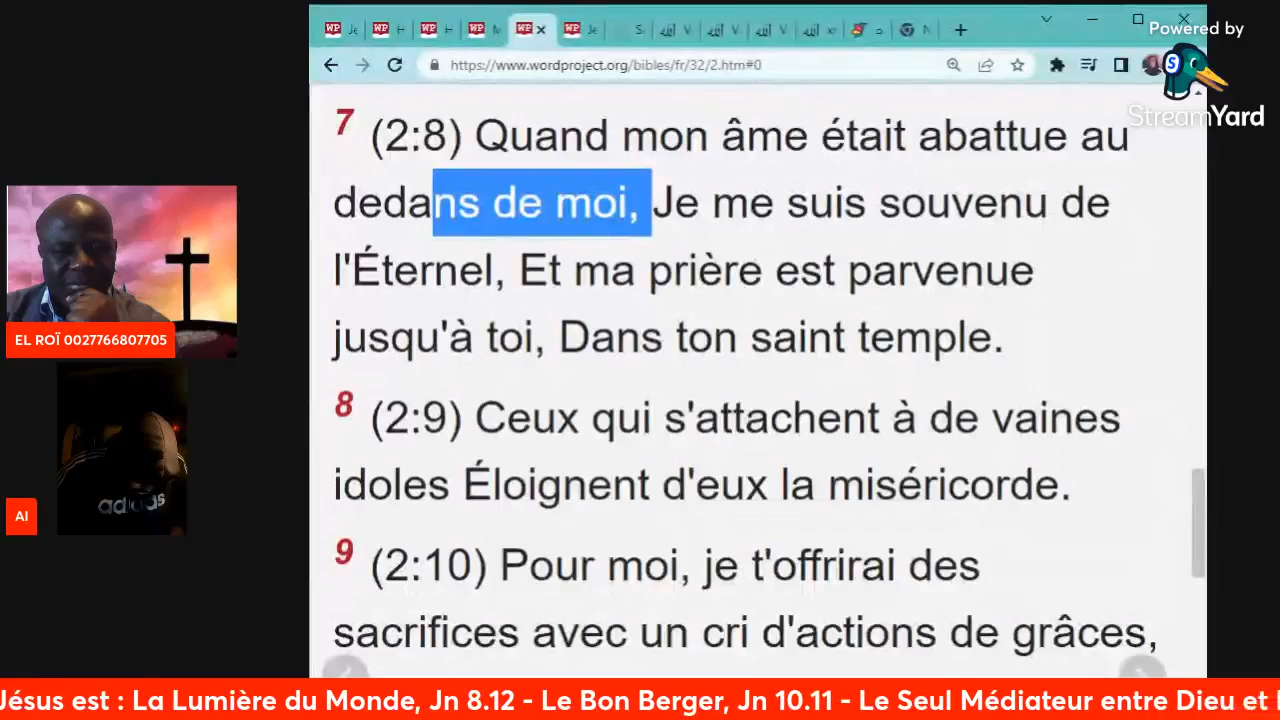 Powered by
StreamYard
https://www.wordproject.org/bibles/fr/32/2.htm#0
7 (2:8) Quand mon âme était abattue au
dedans de moi, Je me suis souvenu de
l'Éternel, Et ma prière est parvenue
jusqu'à toi, Dans ton saint temple.
8 (2:9) Ceux qui s'attachent à de vaines
idoles Éloignent d'eux la miséricorde.
9 (2:10) Pour moi, je t'offrirai des
sacrifices avec un cri d'actions de grâces,
EL ROÏ 0027766807705
adidas
AI
Jésus est : La Lumière du Monde, Jn 8.12 - Le Bon Berger, Jn 10.11 - Le Seul Médiateur entre Dieu et